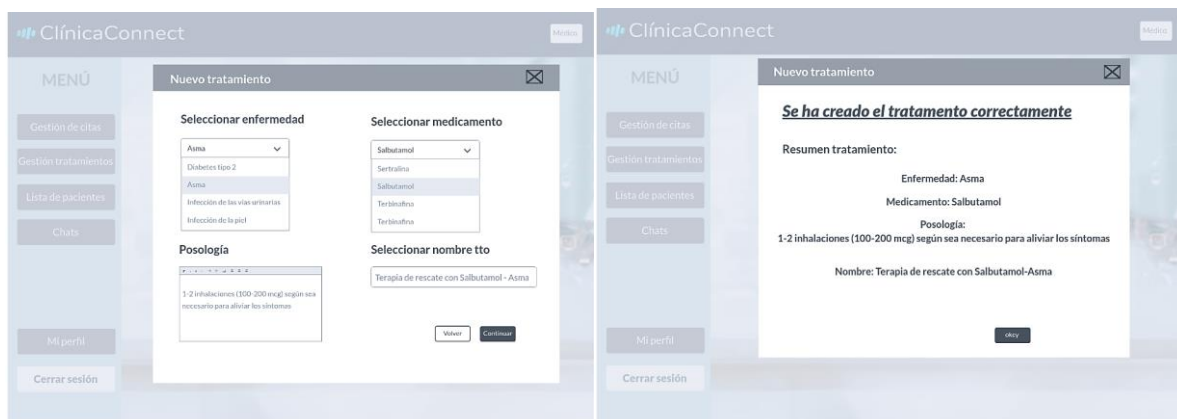 ClínicaConnect
Médico
MENÚ
Gestión de citas
Gestión tratamientos
Lista de pacientes
Chats
Mi perfil
Cerrar sesión
Nuevo tratamiento
Seleccionar enfermedad
Asma
Diabetes tipo 2
Asma
Infección de las vías urinarias
Infección de la piel
Seleccionar medicamento
Salbutamol
Sertralina
Salbutamol
Terbinafina
Terbinafina
Posología
1-2 inhalaciones (100-200 mcg) según sea
necesario para aliviar los síntomas
Seleccionar nombre tto
Terapia de rescate con Salbutamol - Asma
Volver
Continuar
ClínicaConnect
Médico
MENÚ
Gestión de citas
Gestión tratamientos
Lista de pacientes
Chats
Mi perfil
Cerrar sesión
Nuevo tratamiento
Se ha creado el tratamento correctamente
Resumen tratamiento:
Enfermedad: Asma
Medicamento: Salbutamol
Posología:
1-2 inhalaciones (100-200 mcg) según sea necesario para aliviar los síntomas
Nombre: Terapia de rescate con Salbutamol-Asma
okey